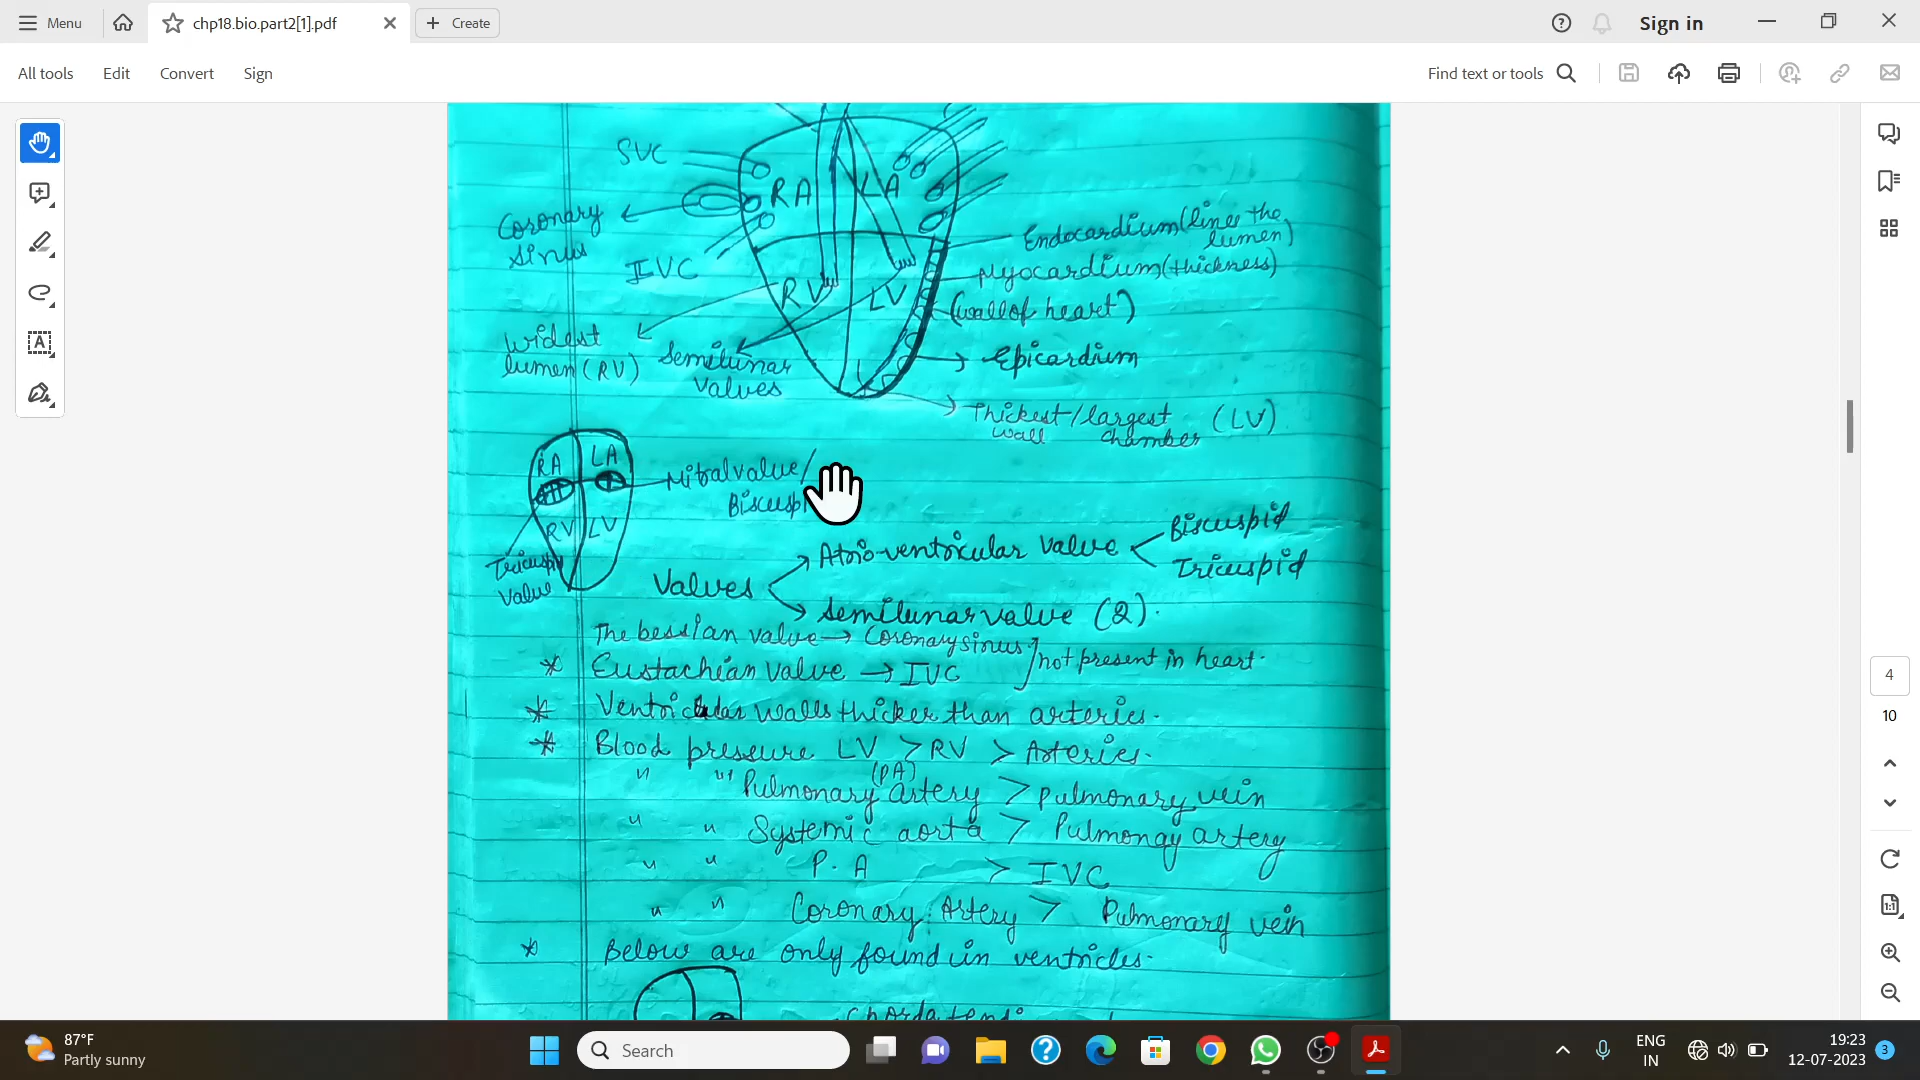 Menu
chp18.bio.part2[1].pdf
Create
Sign in
All tools
Edit
Convert
Sign
Find text or tools
SVC
RA
LA
Coronary
sinus
IVC
RV
LV
Endocardium (lines the
lumen)
Myocardium (thickness)
(wall of heart)
Epicardium
widest
lumen (RV)
Semilunar
Valves
Thickest/largest (LV)
wall chamber
RA
LA
Mitral valve/
Biscuspi
RV
LV
Tricuspid
Valve
Valves
Atrio-ventricular valve
Biscuspid
Tricuspid
Semilunar valve (2).
The bessian valve → Coronary sinus
* Eustachian Valve → IVC
not present in heart.
* Ventricular walls thicker than arteries.
* Blood pressure LV > RV > Arteries.
" " Pulmonary artery (PA) > pulmonary vein
" " Systemic aorta > Pulmonay artery
" " P.A > IVC
" " Coronary Artery > Pulmonary vein
* Below are only found in ventricles.
4
10
87°F
Partly sunny
Search
ENG
IN
19:23
12-07-2023
3